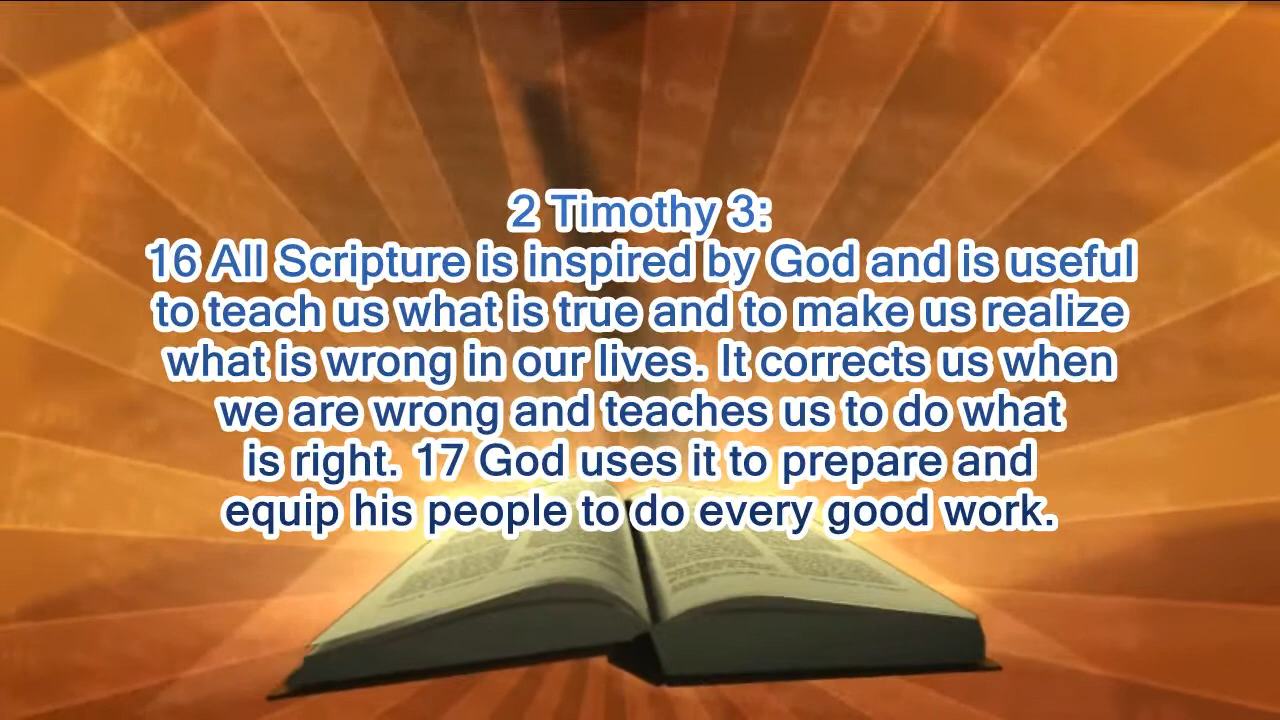 2 Timothy 3:
16 All Scripture is inspired by God and is useful
to teach us what is true and to make us realize
what is wrong in our lives. It corrects us when
we are wrong and teaches us to do what
is right. 17 God uses it to prepare and
equip his people to do every good work.